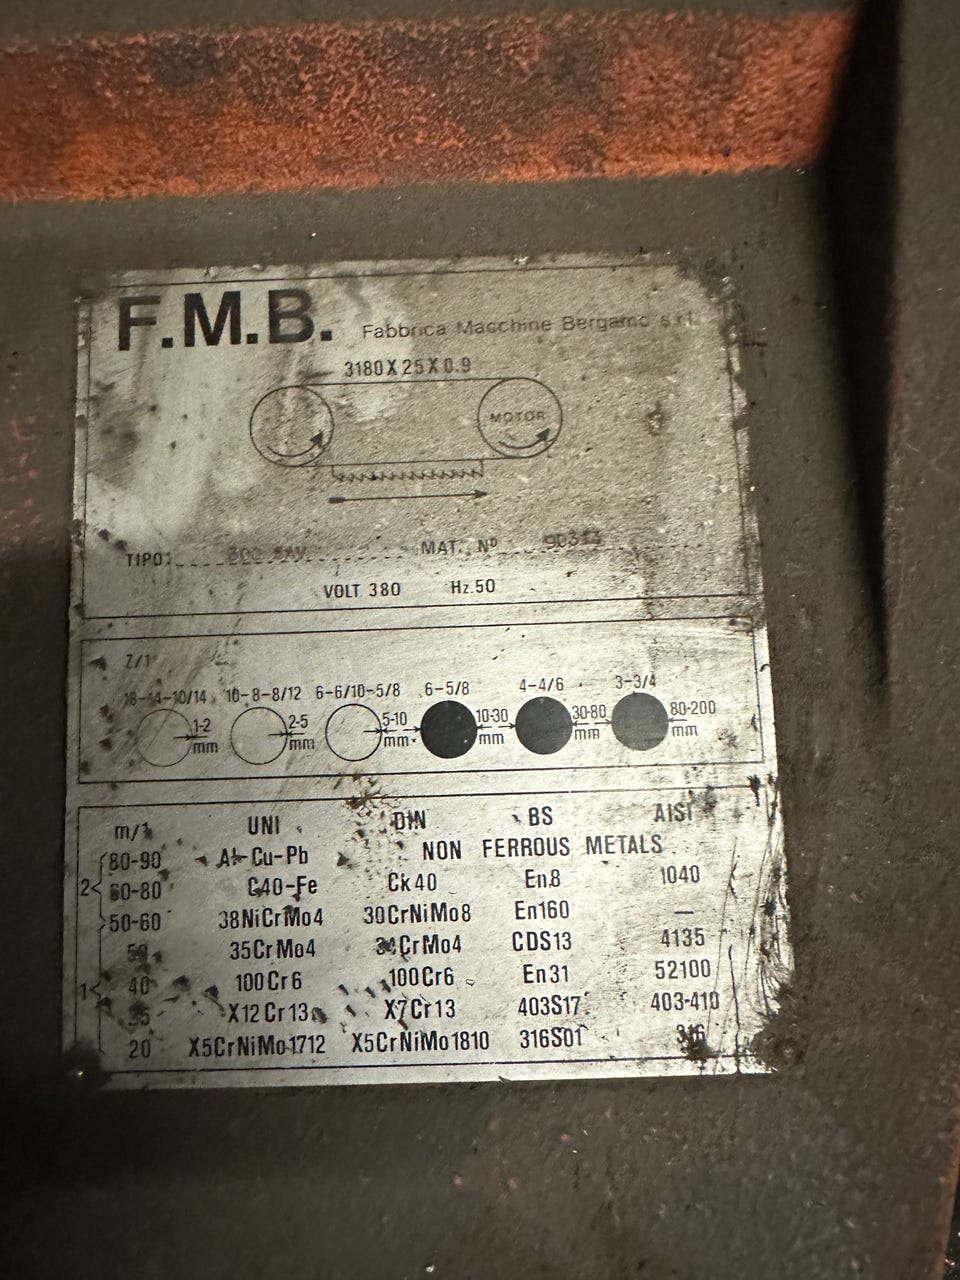 F.M.B. Fabbrica Macchine Bergamo s.r.l.
3180X25X0.9
MOTOR
TIPO: MAT. Nº
VOLT 380 Hz.50
Z/1"
10-8-8/12 6-6/10-5/8 6-5/8 4-4/6 3-3/4
1-2 mm 2-5 mm 5-10 mm 10-30 mm 30-80 mm 80-200 mm
m/1 UNI DIN BS AISI
80-90 Al-Cu-Pb NON FERROUS METALS
2 60-80 C40-Fe Ck40 En8 1040
50-60 38NiCrMo4 30CrNiMo8 En160 —
50 35CrMo4 34CrMo4 CDS13 4135
1 40 100Cr6 100Cr6 En31 52100
X12Cr13 X7Cr13 403S17 403-410
20 X5CrNiMo1712 X5CrNiMo1810 316S01 316